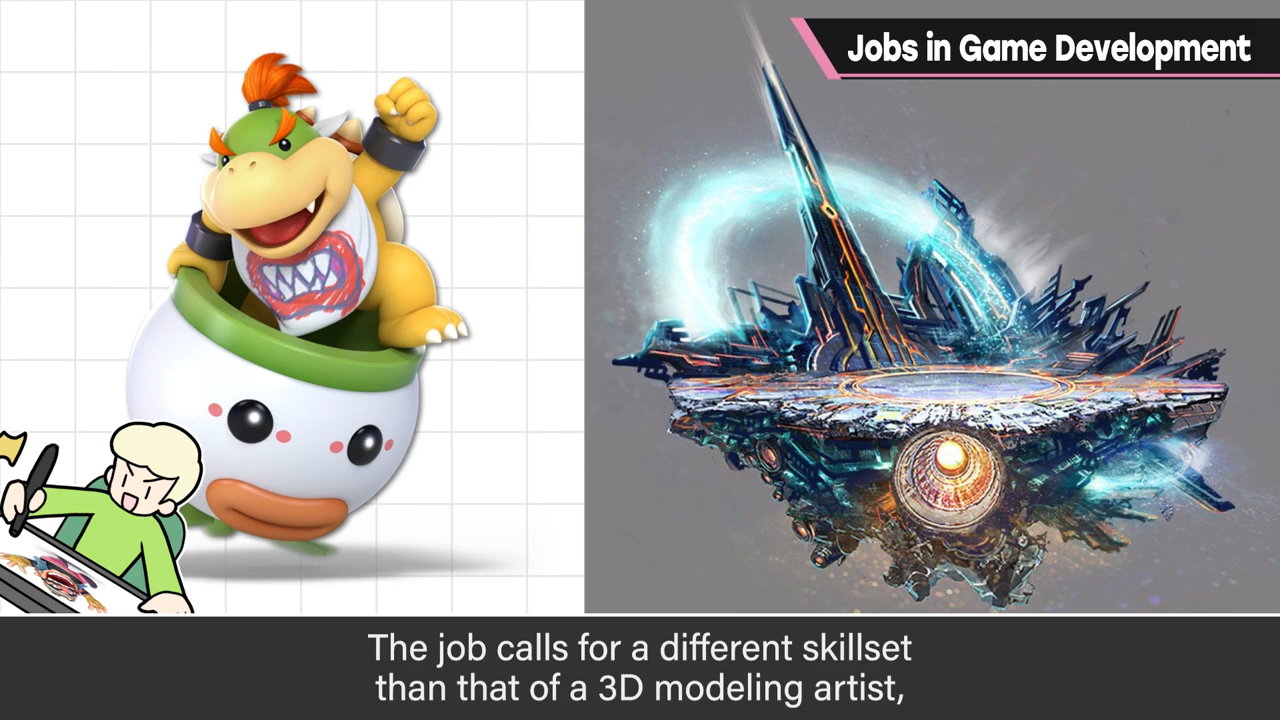 Jobs in Game Development
The job calls for a different skillset
than that of a 3D modeling artist,